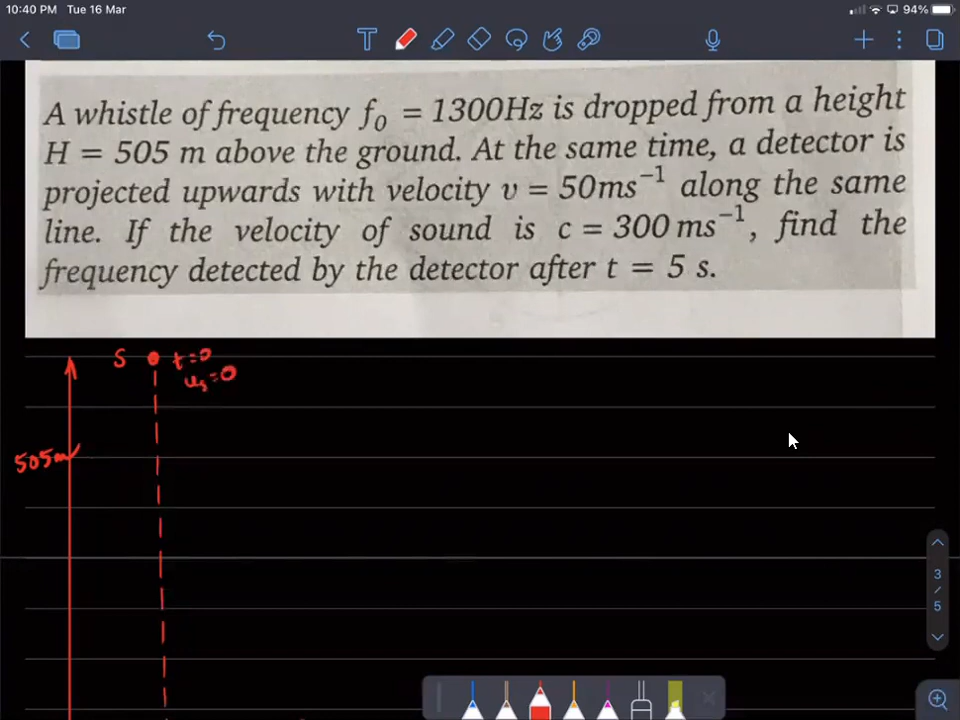 10:40 PM Tue 16 Mar
94%
A whistle of frequency f₀ = 1300Hz is dropped from a height
H = 505 m above the ground. At the same time, a detector is
projected upwards with velocity v = 50ms⁻¹ along the same
line. If the velocity of sound is c = 300 ms⁻¹, find the
frequency detected by the detector after t = 5 s.
S t=0
us=0
505m
3
/
5